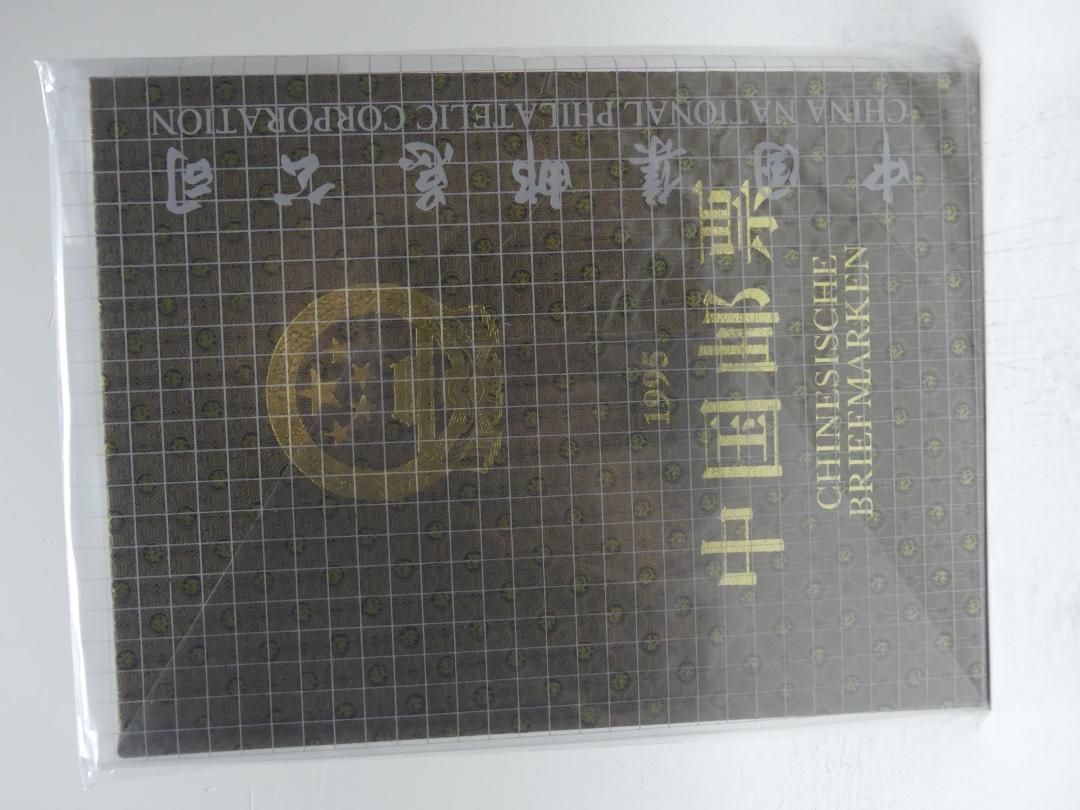 1995
中国邮票
CHINESISCHE
BRIEFMARKEN
中国集邮总公司
CHINA NATIONAL PHILATELIC CORPORATION